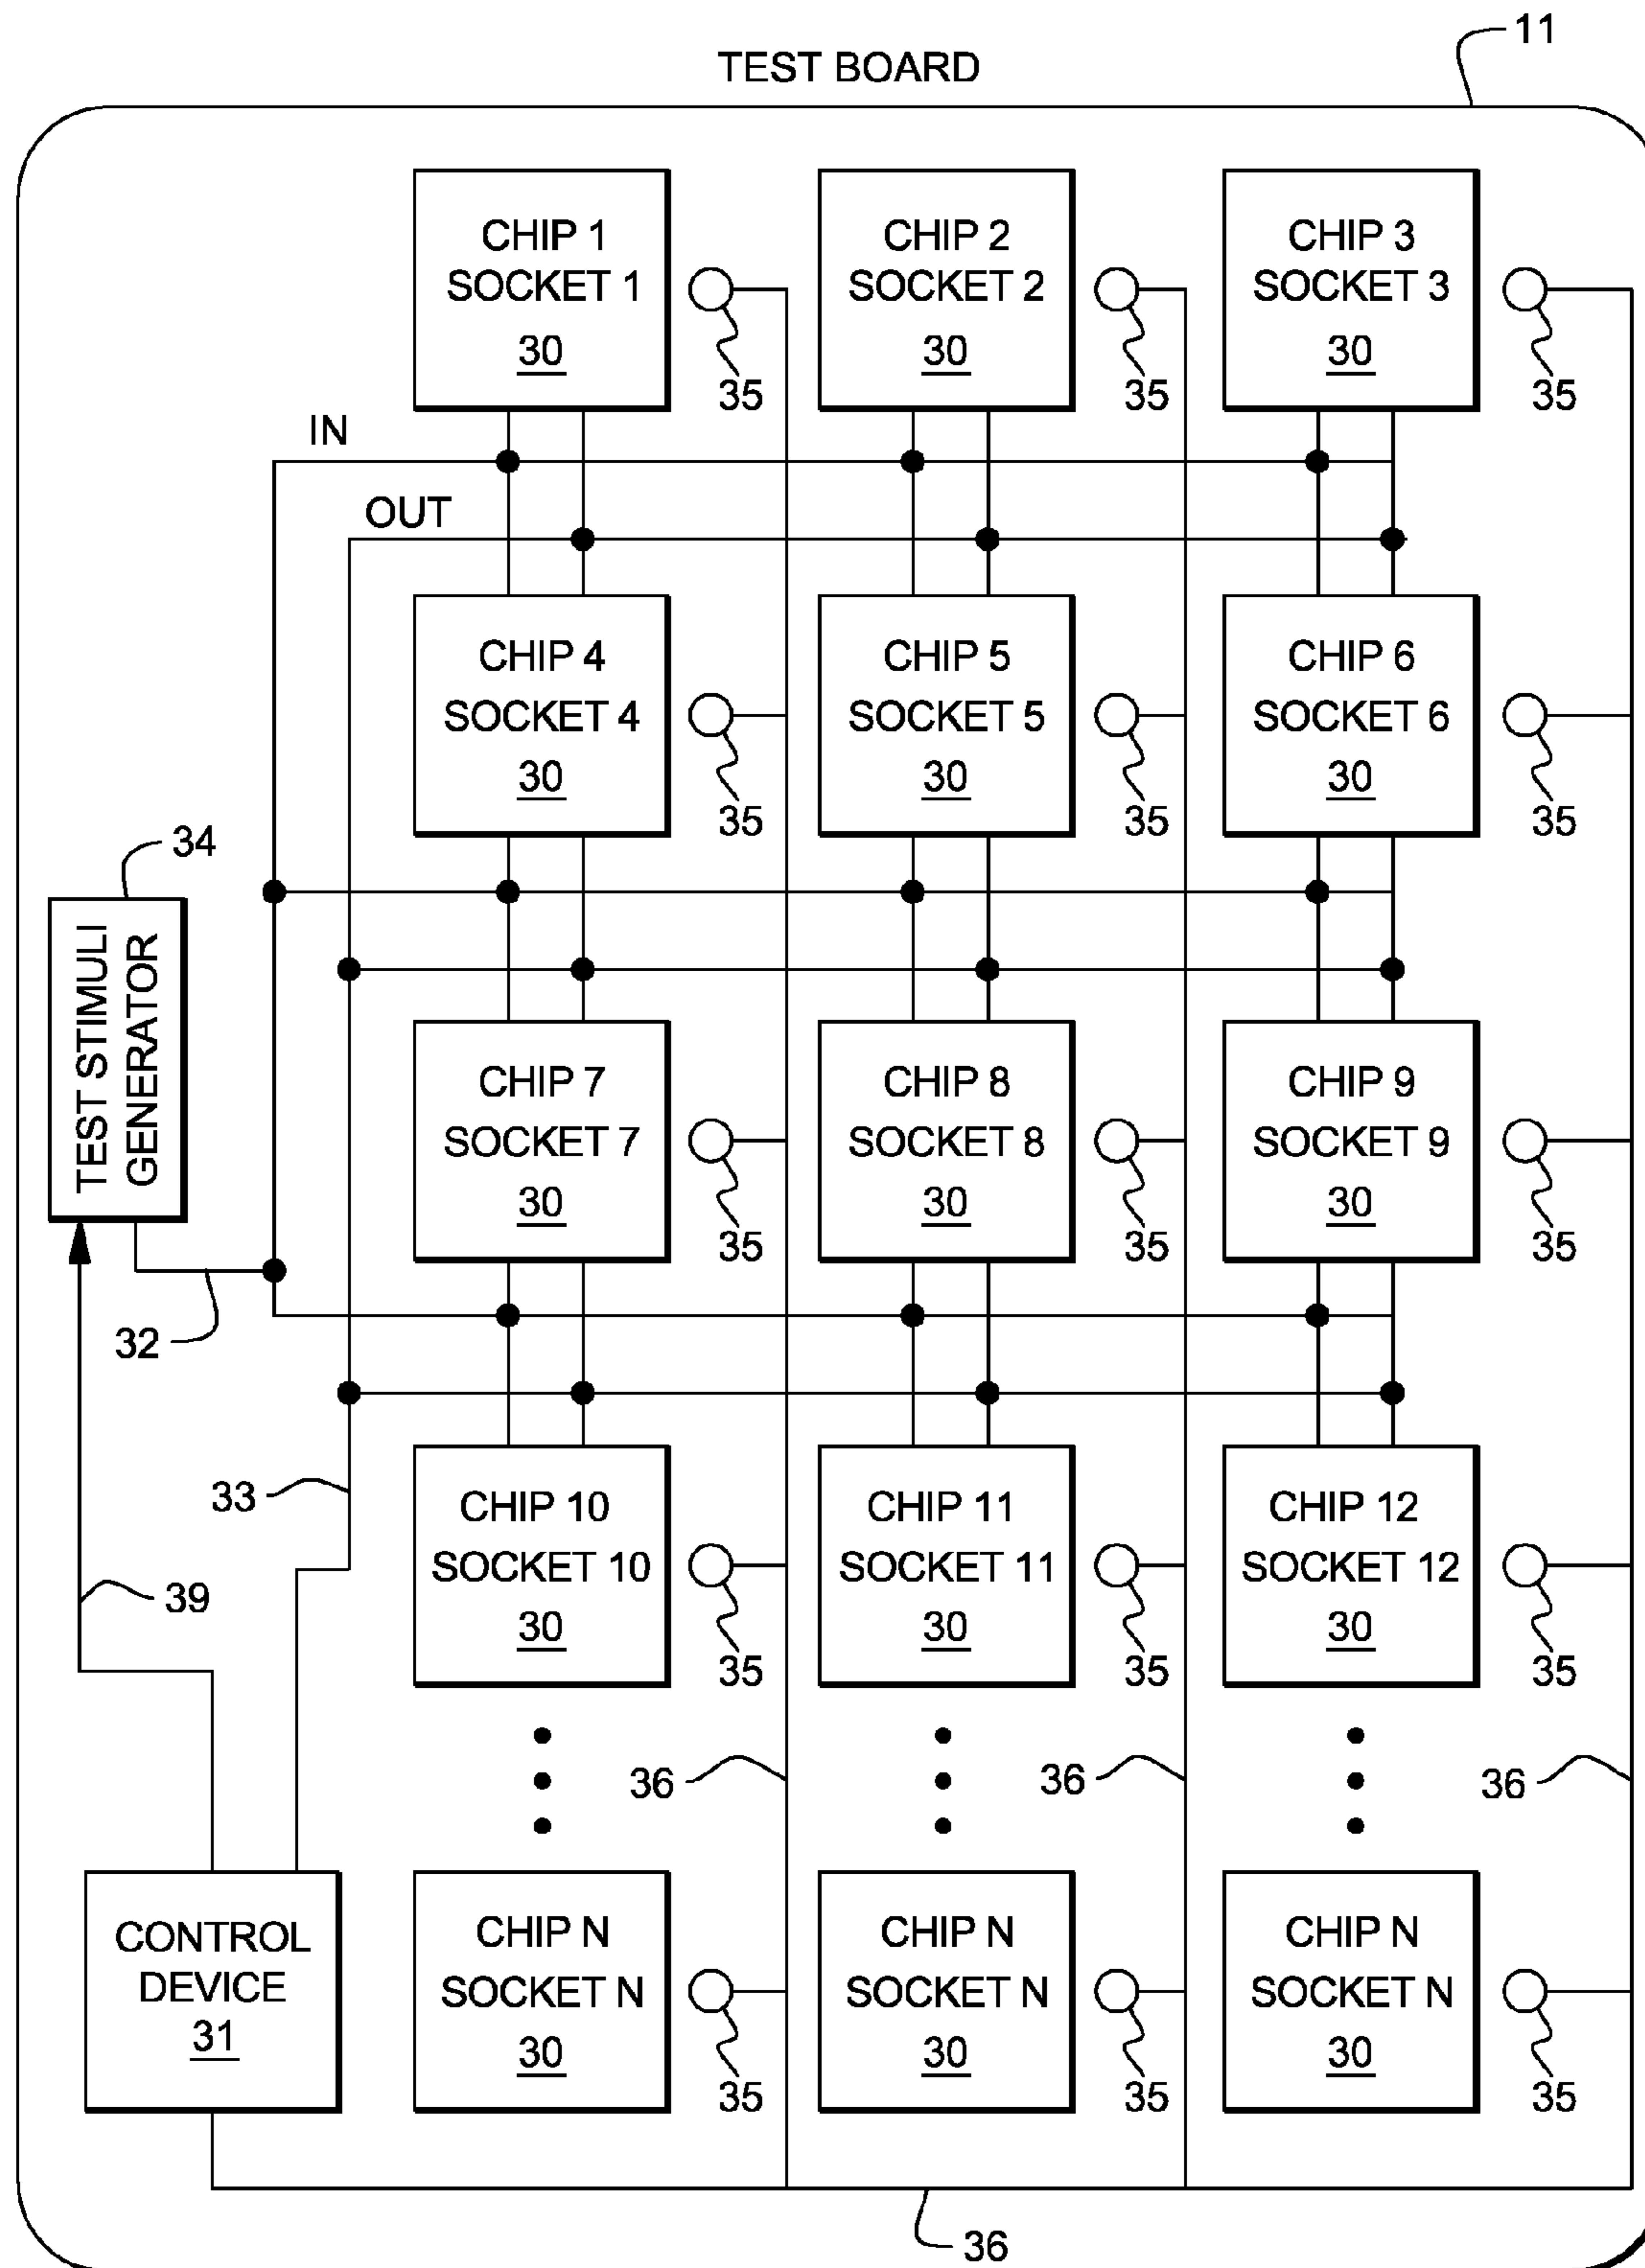 11
TEST BOARD
CHIP 1
SOCKET 1
30
35
CHIP 2
SOCKET 2
30
35
CHIP 3
SOCKET 3
30
35
IN
OUT
CHIP 4
SOCKET 4
30
35
CHIP 5
SOCKET 5
30
35
CHIP 6
SOCKET 6
30
35
34
TEST STIMULI
GENERATOR
CHIP 7
SOCKET 7
30
35
CHIP 8
SOCKET 8
30
35
CHIP 9
SOCKET 9
30
35
32
33
39
CHIP 10
SOCKET 10
30
35
CHIP 11
SOCKET 11
30
35
CHIP 12
SOCKET 12
30
35
36
36
36
CONTROL
DEVICE
31
CHIP N
SOCKET N
30
35
CHIP N
SOCKET N
30
35
CHIP N
SOCKET N
30
35
36